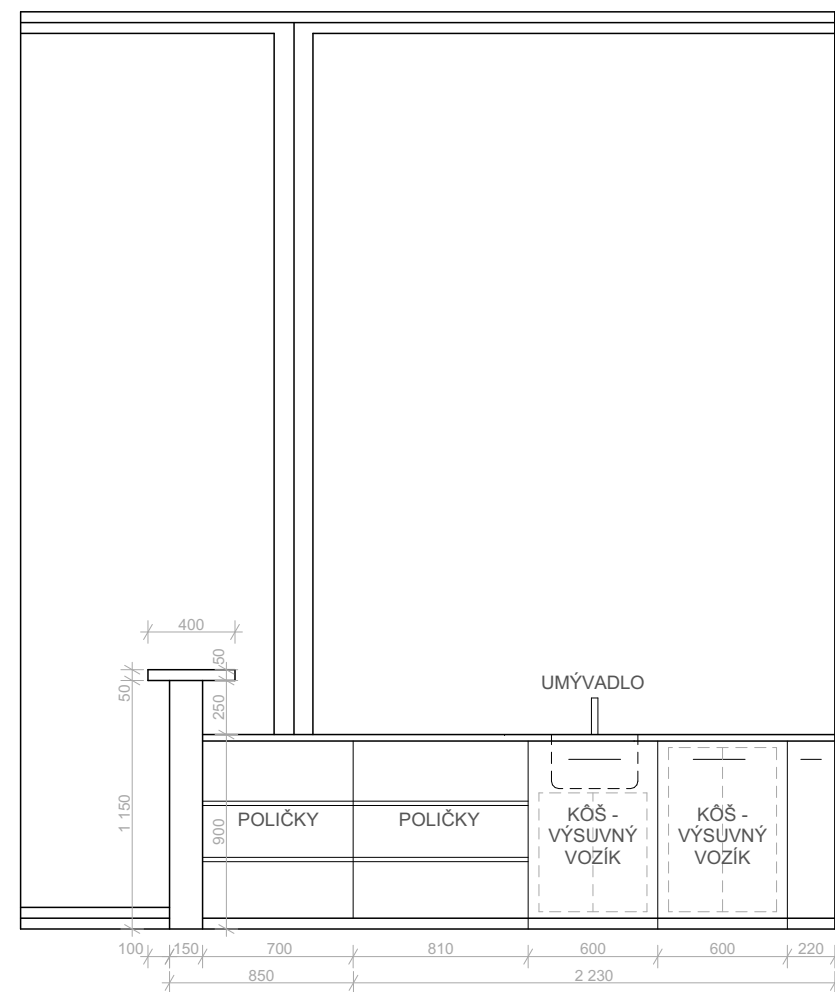 400
50
50
250
UMÝVADLO
1 150
900
POLIČKY
POLIČKY
KÔŠ -
VÝSUVNÝ
VOZÍK
KÔŠ -
VÝSUVNÝ
VOZÍK
100
150
700
810
600
600
220
850
2 230